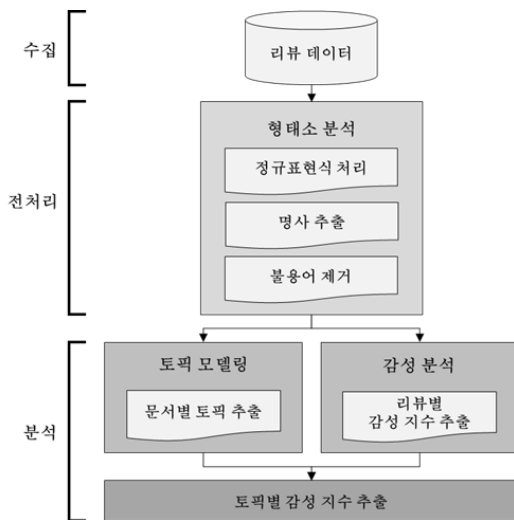 수집
리뷰 데이터
전처리
형태소 분석
정규표현식 처리
명사 추출
불용어 제거
분석
토픽 모델링
문서별 토픽 추출
감성 분석
리뷰별
감성 지수 추출
토픽별 감성 지수 추출